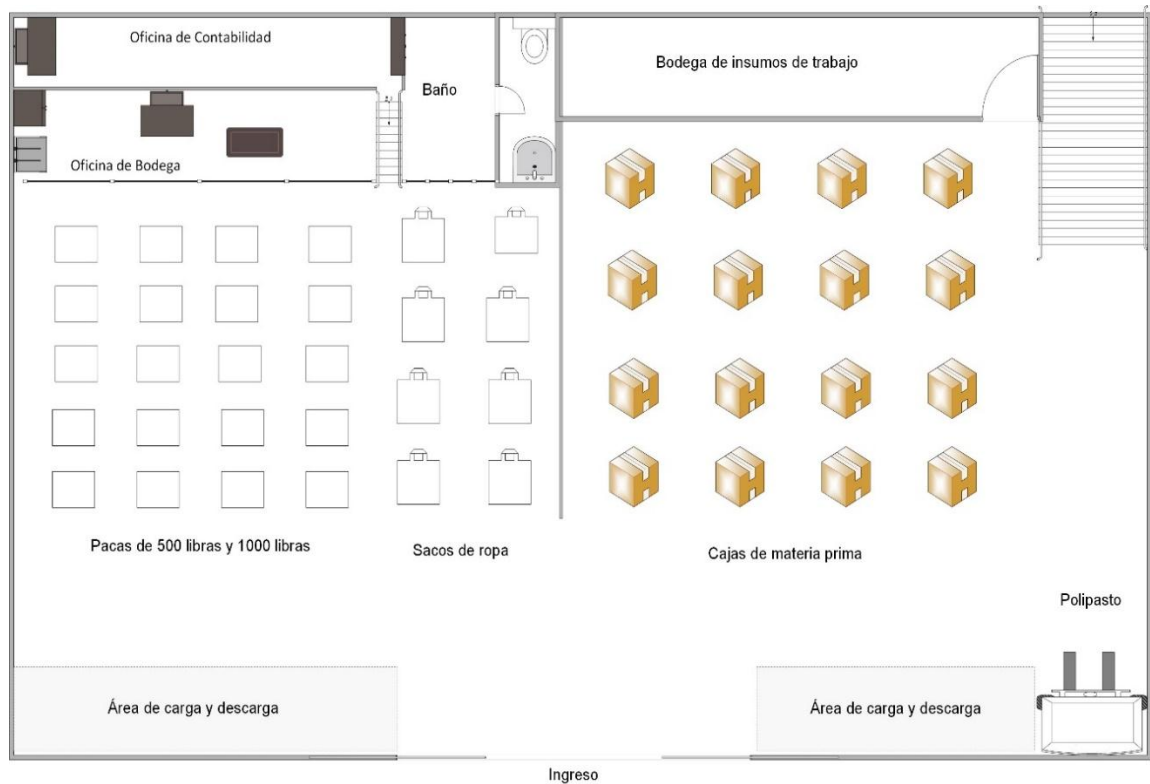 Oficina de Contabilidad
Baño
Bodega de insumos de trabajo
Oficina de Bodega
Pacas de 500 libras y 1000 libras
Sacos de ropa
Cajas de materia prima
Polipasto
Área de carga y descarga
Área de carga y descarga
Ingreso